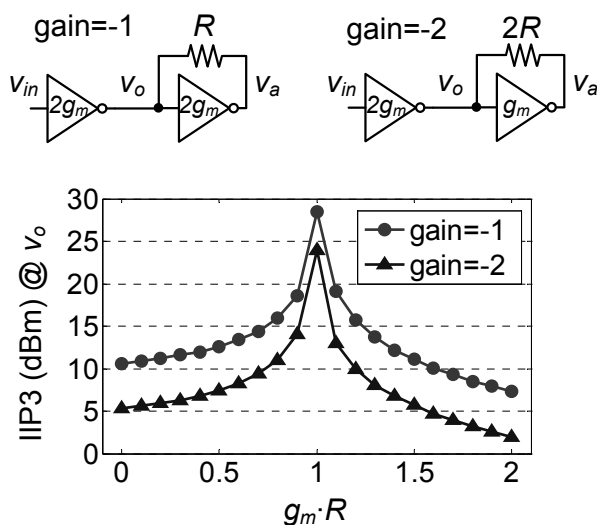 gain=-1
R
v_in
2g_m
v_o
2g_m
v_a
gain=-2
2R
v_in
2g_m
v_o
g_m
v_a
30
25
20
15
10
5
0
IIP3 (dBm) @ v_o
gain=-1
gain=-2
0
0.5
1
1.5
2
g_m·R